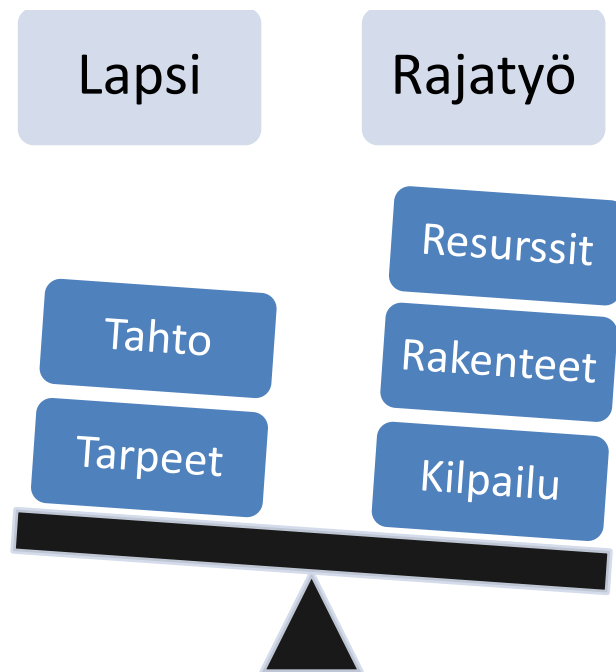 Lapsi
Rajatyö
Resurssit
Tahto
Rakenteet
Tarpeet
Kilpailu